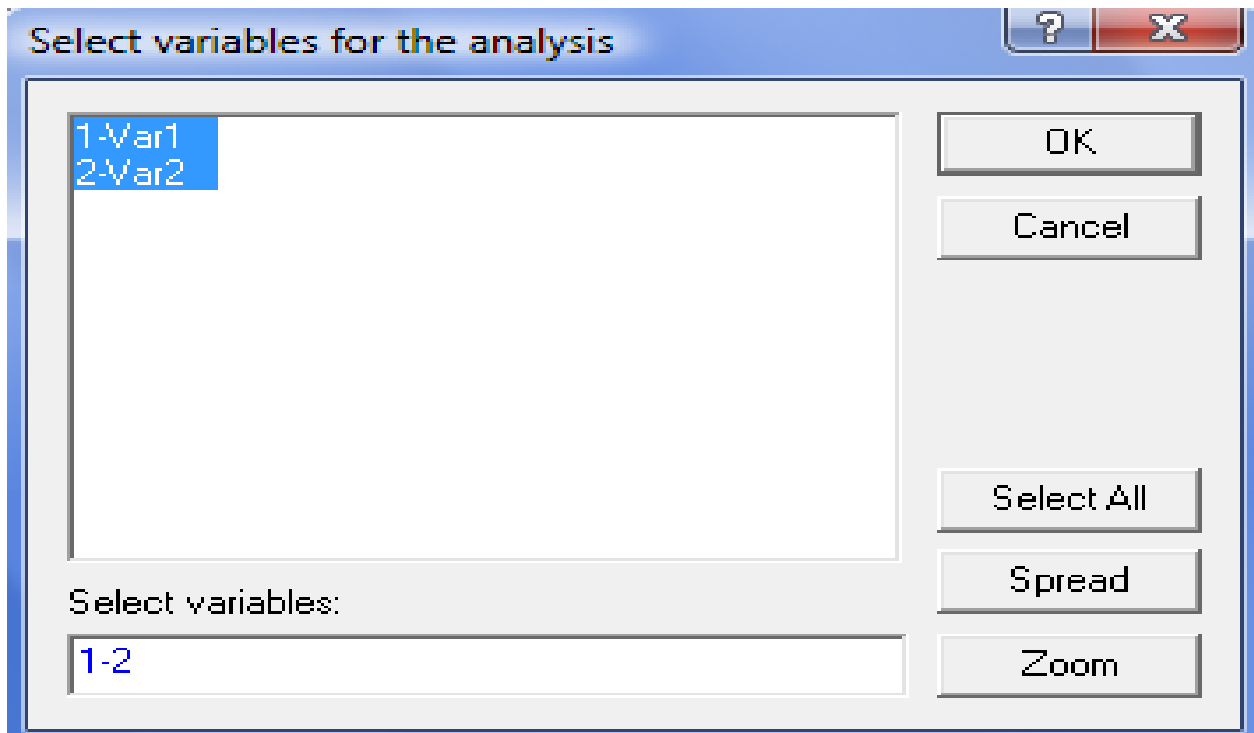 Select variables for the analysis
?
1-Var1
2-Var2
OK
Cancel
Select All
Spread
Select variables:
1-2
Zoom